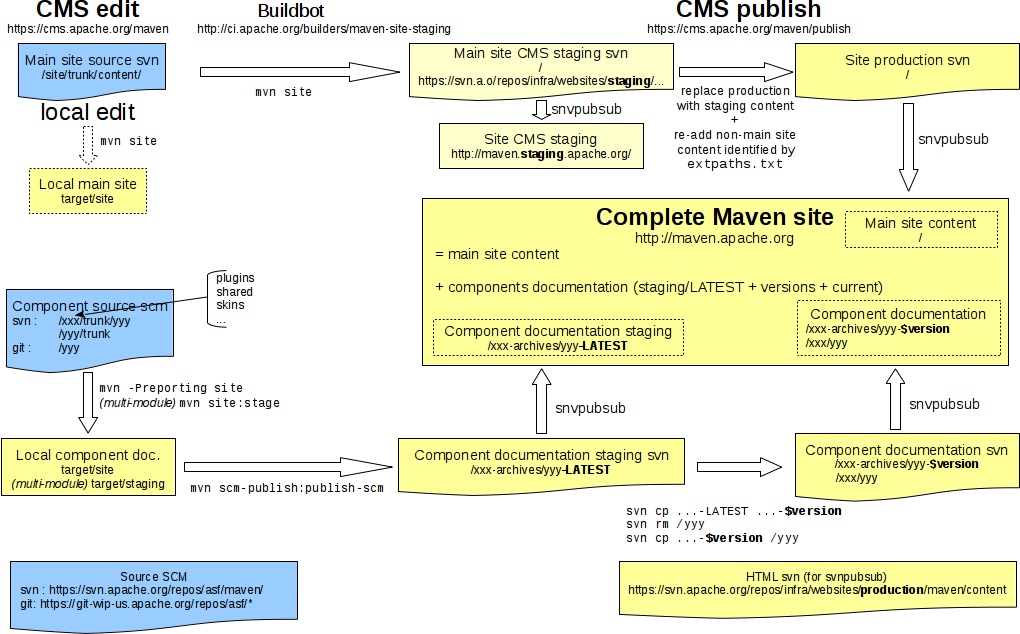 CMS edit
https://cms.apache.org/maven
Buildbot
http://ci.apache.org/builders/maven-site-staging
CMS publish
https://cms.apache.org/maven/publish
Main site source svn
/site/trunk/content/
mvn site
Main site CMS staging svn
/
https://svn.a.o/repos/infra/websites/staging/...
replace production
with staging content
+
re-add non-main site
content identified by
extpaths.txt
Site production svn
/
local edit
mvn site
snvpubsub
Site CMS staging
http://maven.staging.apache.org/
snvpubsub
Local main site
target/site
Complete Maven site
http://maven.apache.org
Main site content
/
= main site content
+ components documentation (staging/LATEST + versions + current)
Component documentation staging
/xxx-archives/yyy-LATEST
Component documentation
/xxx-archives/yyy-$version
/xxx/yyy
plugins
shared
skins
...
Component source scm
svn : /xxx/trunk/yyy
/yyy/trunk
git : /yyy
mvn -Preporting site
(multi-module) mvn site:stage
snvpubsub
snvpubsub
Local component doc.
target/site
(multi-module) target/staging
mvn scm-publish:publish-scm
Component documentation staging svn
/xxx-archives/yyy-LATEST
Component documentation svn
/xxx-archives/yyy-$version
/xxx/yyy
svn cp ...-LATEST ...-$version
svn rm /yyy
svn cp ...-$version /yyy
Source SCM
svn : https://svn.apache.org/repos/asf/maven/
git: https://git-wip-us.apache.org/repos/asf/*
HTML svn (for svnpubsub)
https://svn.apache.org/repos/infra/websites/production/maven/content